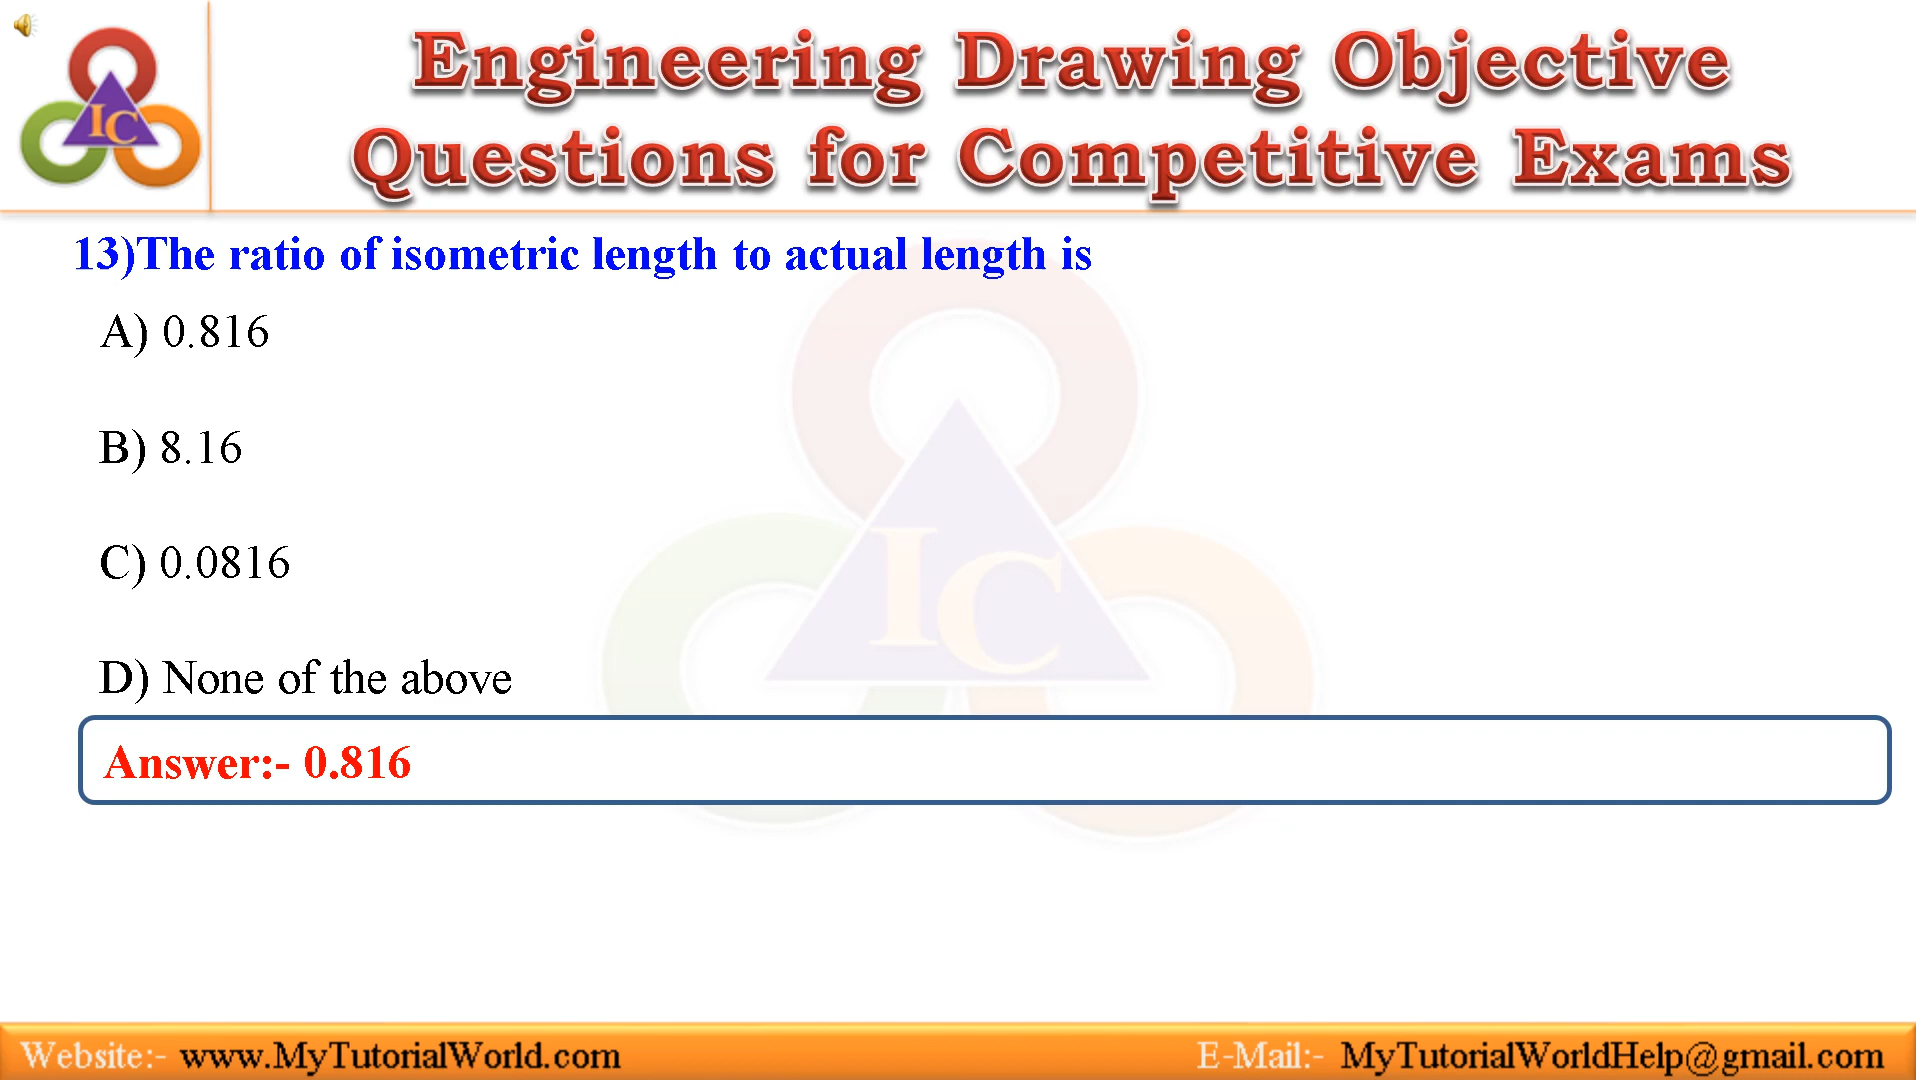 Engineering Drawing Objective
Questions for Competitive Exams
IC
13)The ratio of isometric length to actual length is
A) 0.816
B) 8.16
C) 0.0816
D) None of the above
IC
Answer:- 0.816
Website:- www.MyTutorialWorld.com
E-Mail:- MyTutorialWorldHelp@gmail.com